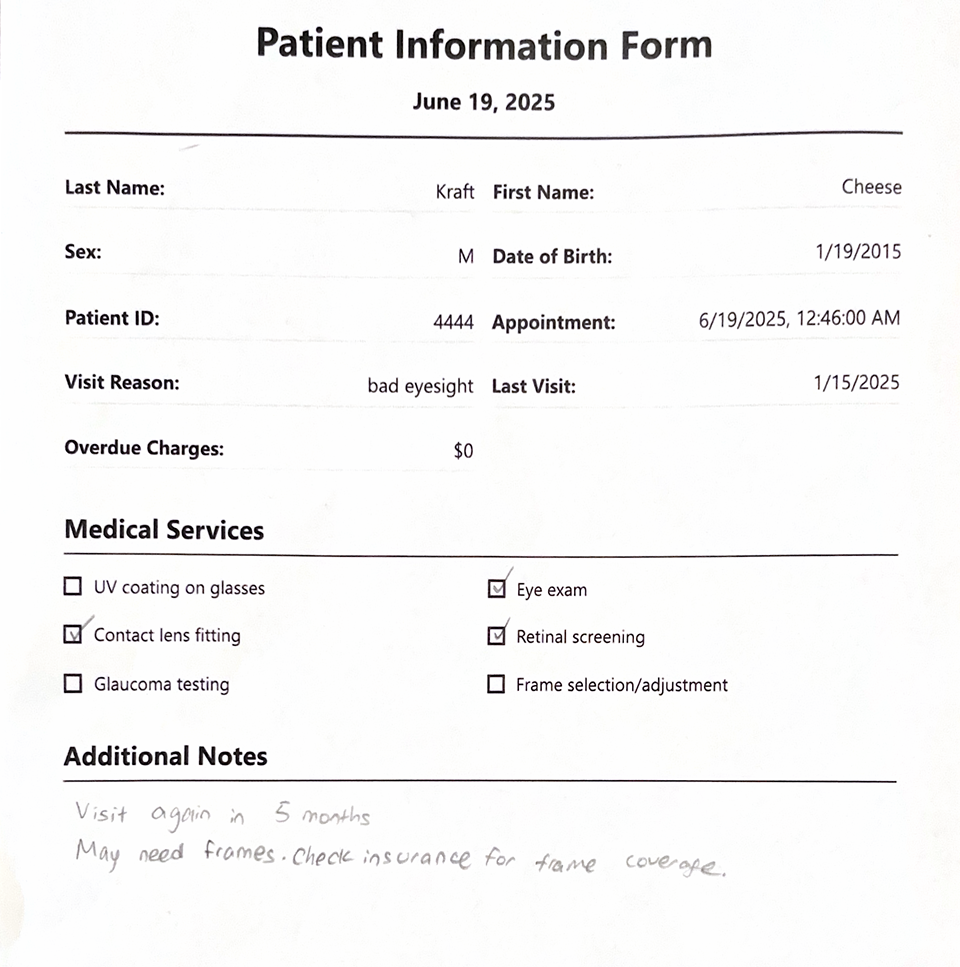 Patient Information Form
June 19, 2025
Last Name: Kraft First Name: Cheese
Sex: M Date of Birth: 1/19/2015
Patient ID: 4444 Appointment: 6/19/2025, 12:46:00 AM
Visit Reason: bad eyesight Last Visit: 1/15/2025
Overdue Charges: $0
Medical Services
UV coating on glasses Eye exam
Contact lens fitting Retinal screening
Glaucoma testing Frame selection/adjustment
Additional Notes
Visit again in 5 months
May need frames. Check insurance for frame coverage.